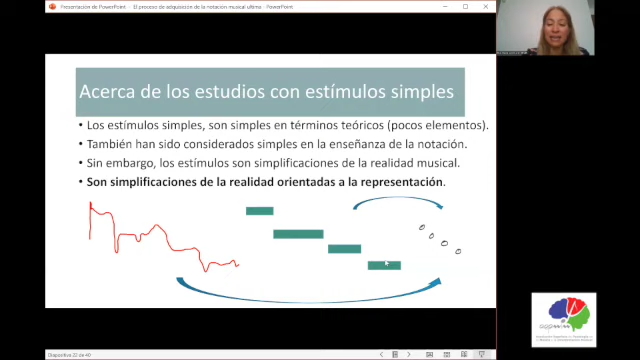 Presentación de PowerPoint - El proceso de adquisición de la notación musical ultima - PowerPoint
Acerca de los estudios con estímulos simples
• Los estímulos simples, son simples en términos teóricos (pocos elementos).
• También han sido considerados simples en la enseñanza de la notación.
• Sin embargo, los estímulos son simplificaciones de la realidad musical.
• Son simplificaciones de la realidad orientadas a la representación.
Diapositiva 22 de 40